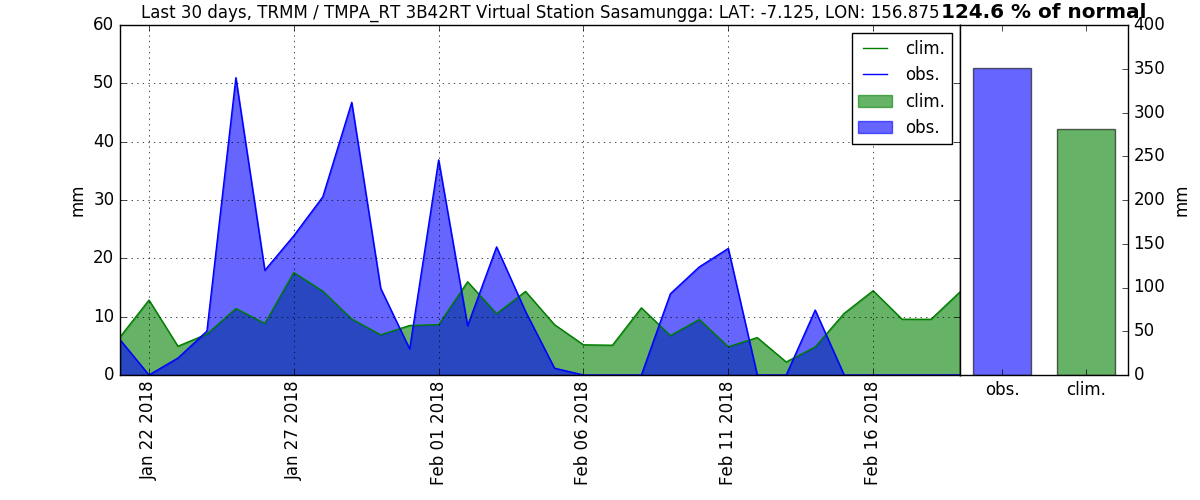 Last 30 days, TRMM / TMPA_RT 3B42RT Virtual Station Sasamungga: LAT: -7.125, LON: 156.875
124.6 % of normal
60
50
40
30
20
10
0
mm
clim.
obs.
clim.
obs.
400
350
300
250
200
150
100
50
0
mm
Jan 22 2018
Jan 27 2018
Feb 01 2018
Feb 06 2018
Feb 11 2018
Feb 16 2018
obs.
clim.